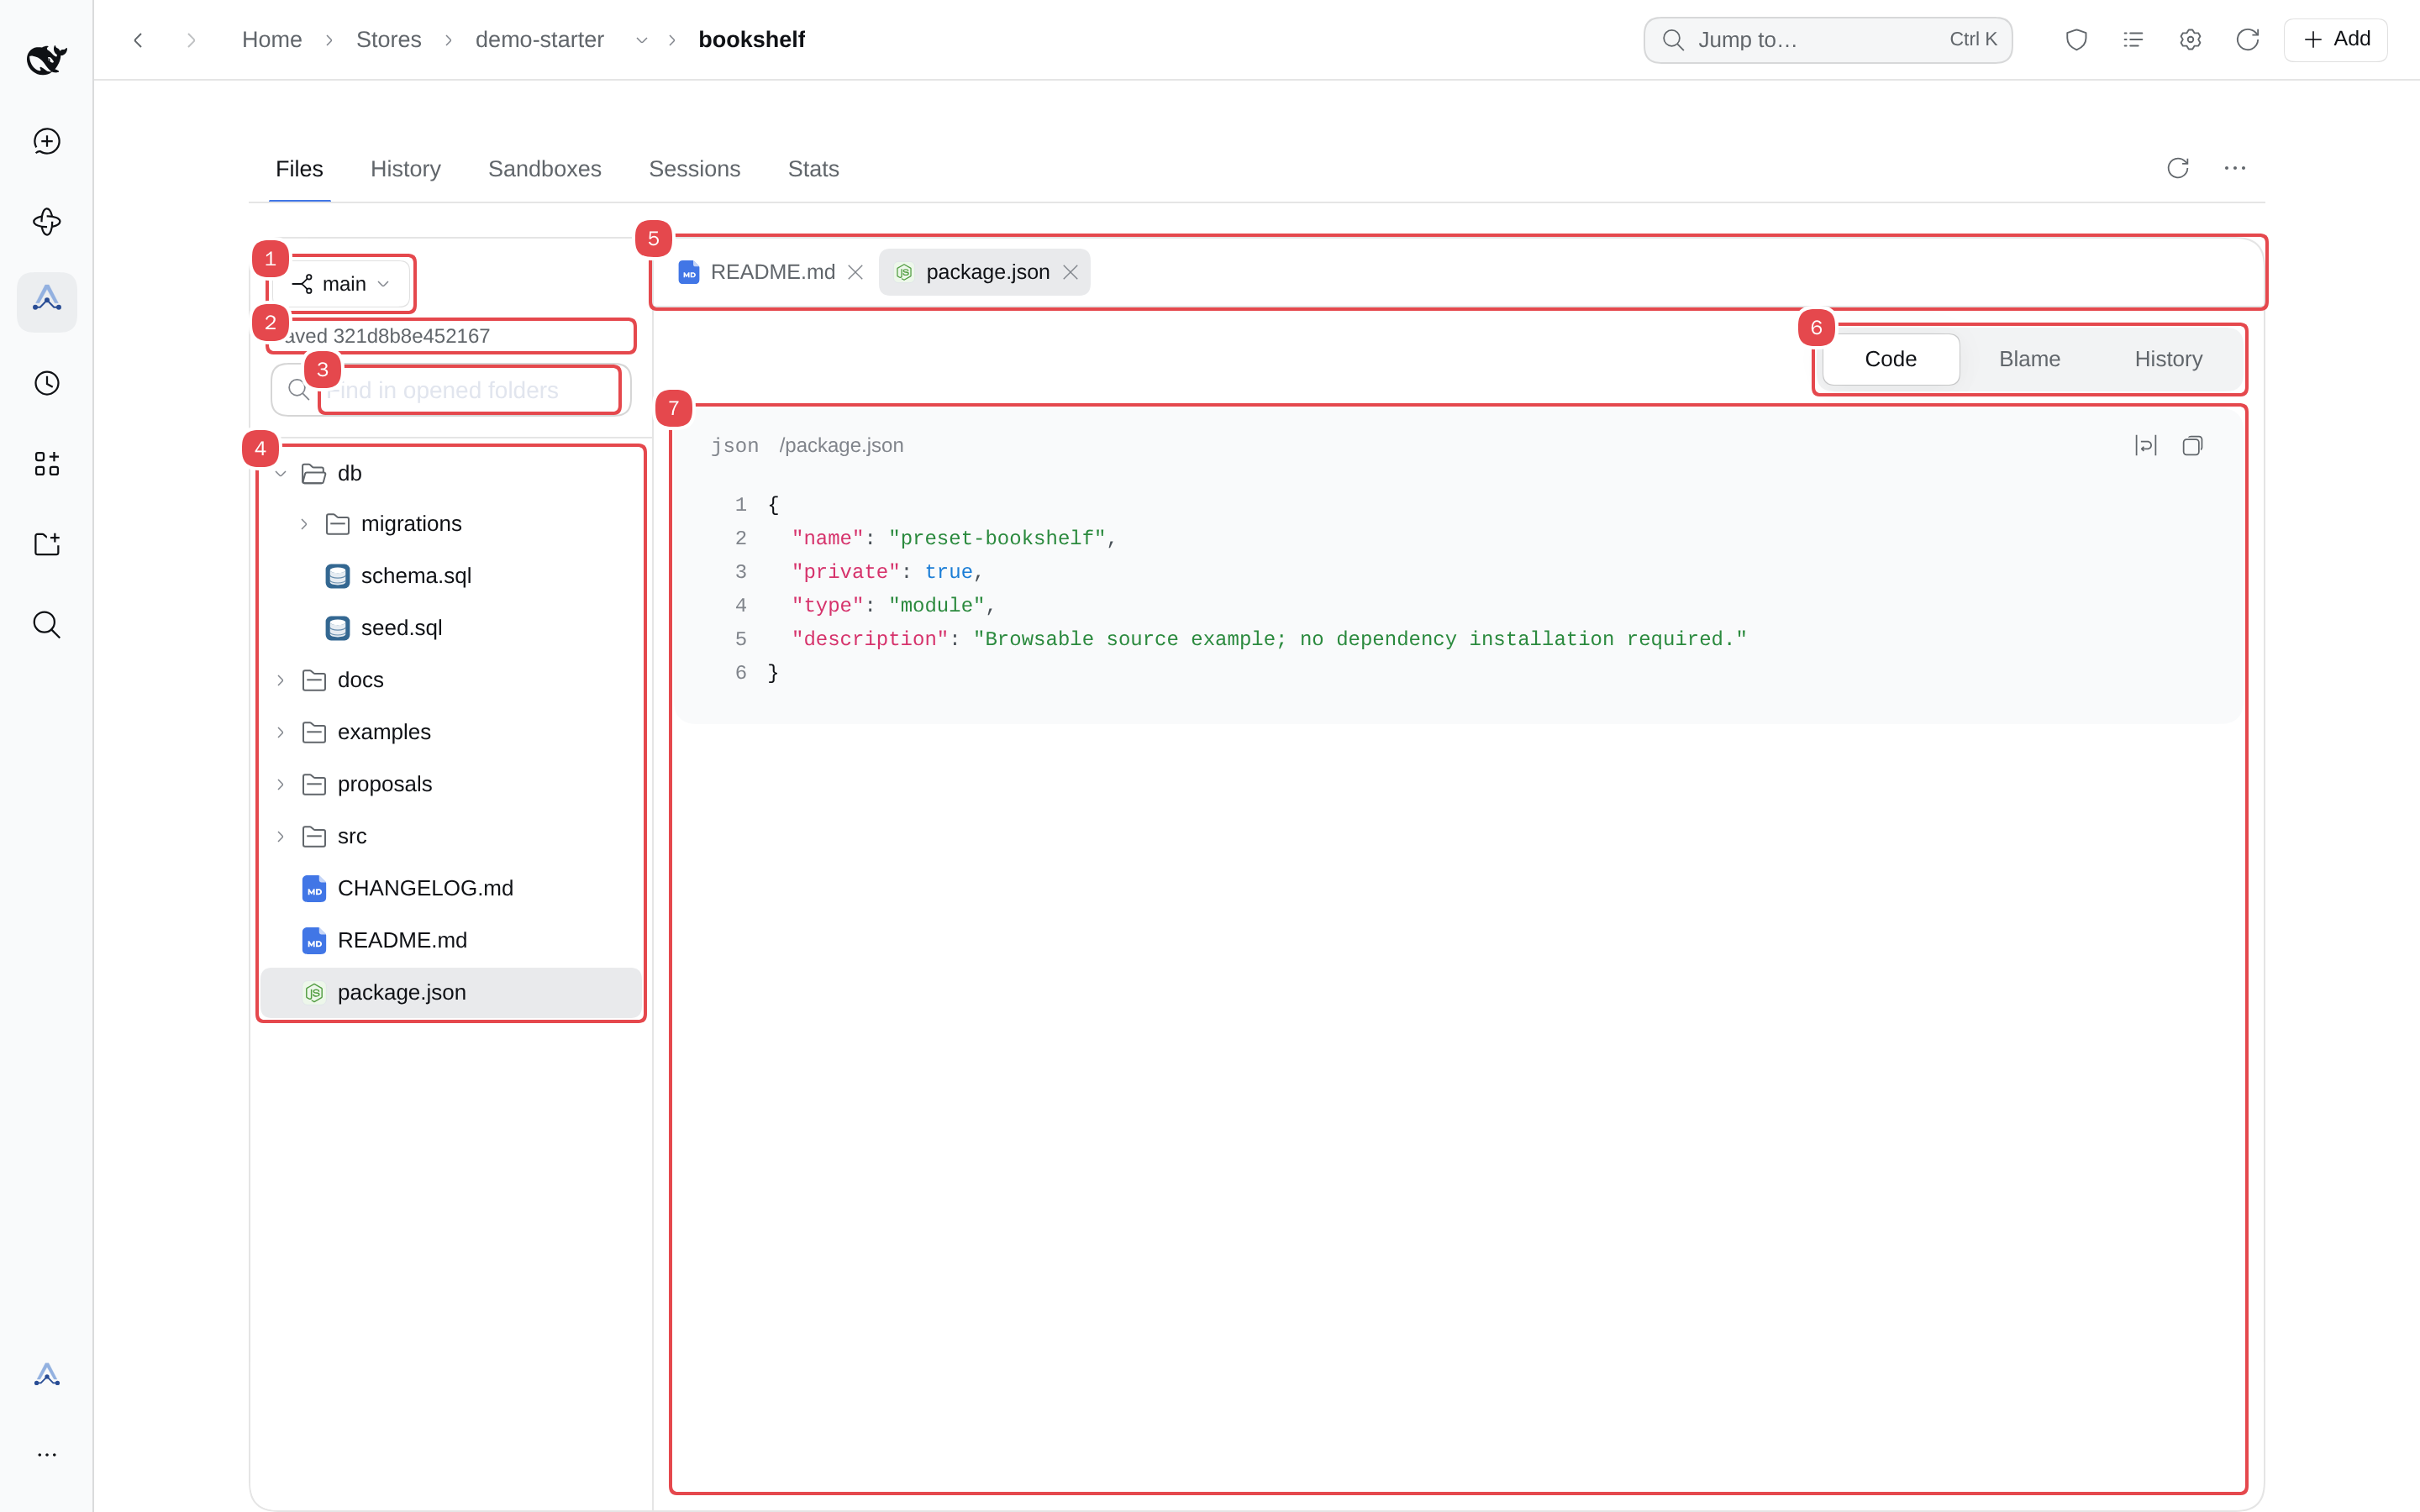 Home > Stores > demo-starter > bookshelf
Jump to… Ctrl K
Add
Files History Sandboxes Sessions Stats
1
main
2
aved 321d8b8e452167
3
Find in opened folders
4
db
migrations
schema.sql
seed.sql
docs
examples
proposals
src
CHANGELOG.md
README.md
package.json
5
README.md package.json
6
Code Blame History
7
json /package.json
1 {
2 "name": "preset-bookshelf",
3 "private": true,
4 "type": "module",
5 "description": "Browsable source example; no dependency installation required."
6 }